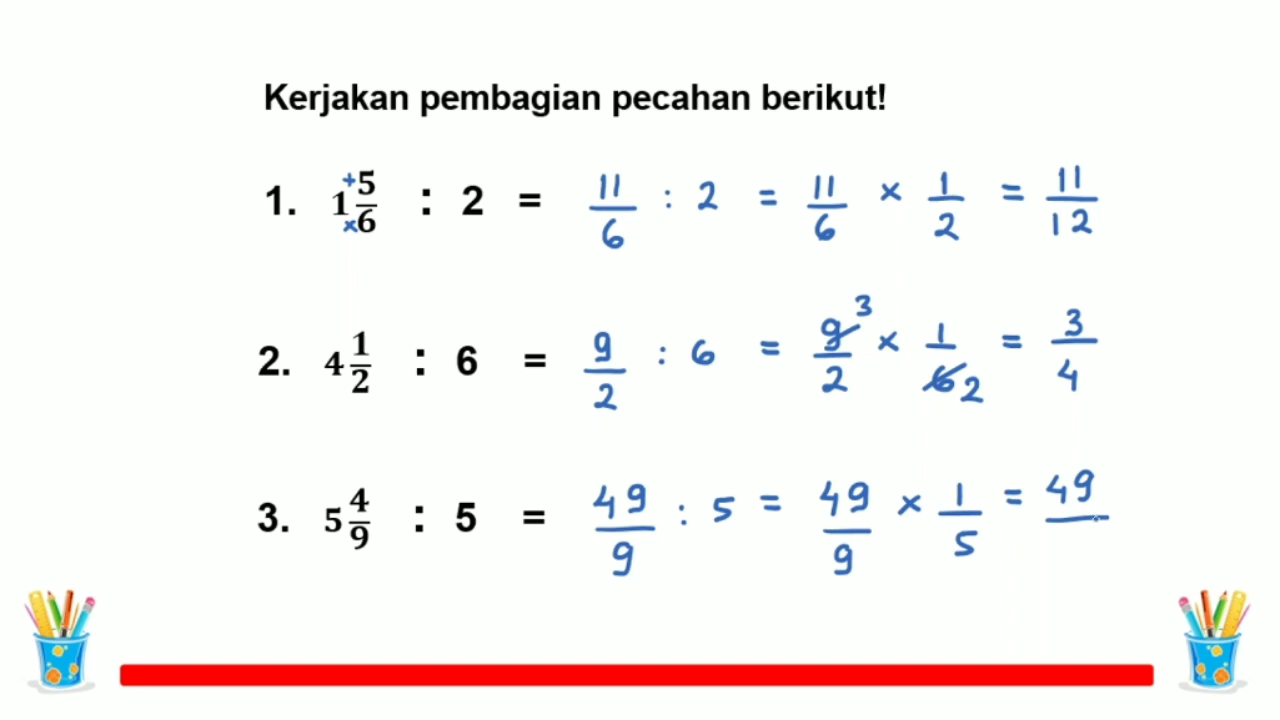 Kerjakan pembagian pecahan berikut!
1. 1 5/6 : 2 = 11/6 : 2 = 11/6 × 1/2 = 11/12
2. 4 1/2 : 6 = 9/2 : 6 = 9/2 3 × 1/6 2 = 3/4
3. 5 4/9 : 5 = 49/9 : 5 = 49/9 × 1/5 = 49/